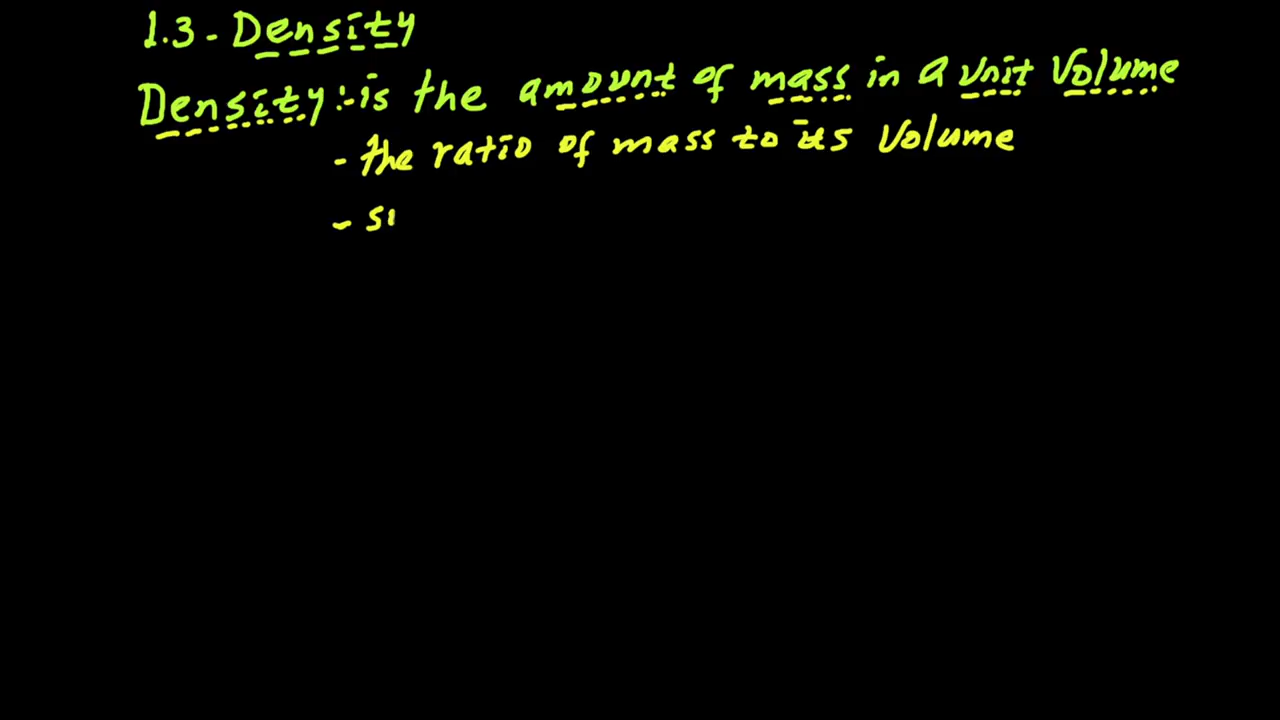 1.3 - Density
Density :- is the amount of mass in a unit Volume
- the ratio of mass to its Volume
-